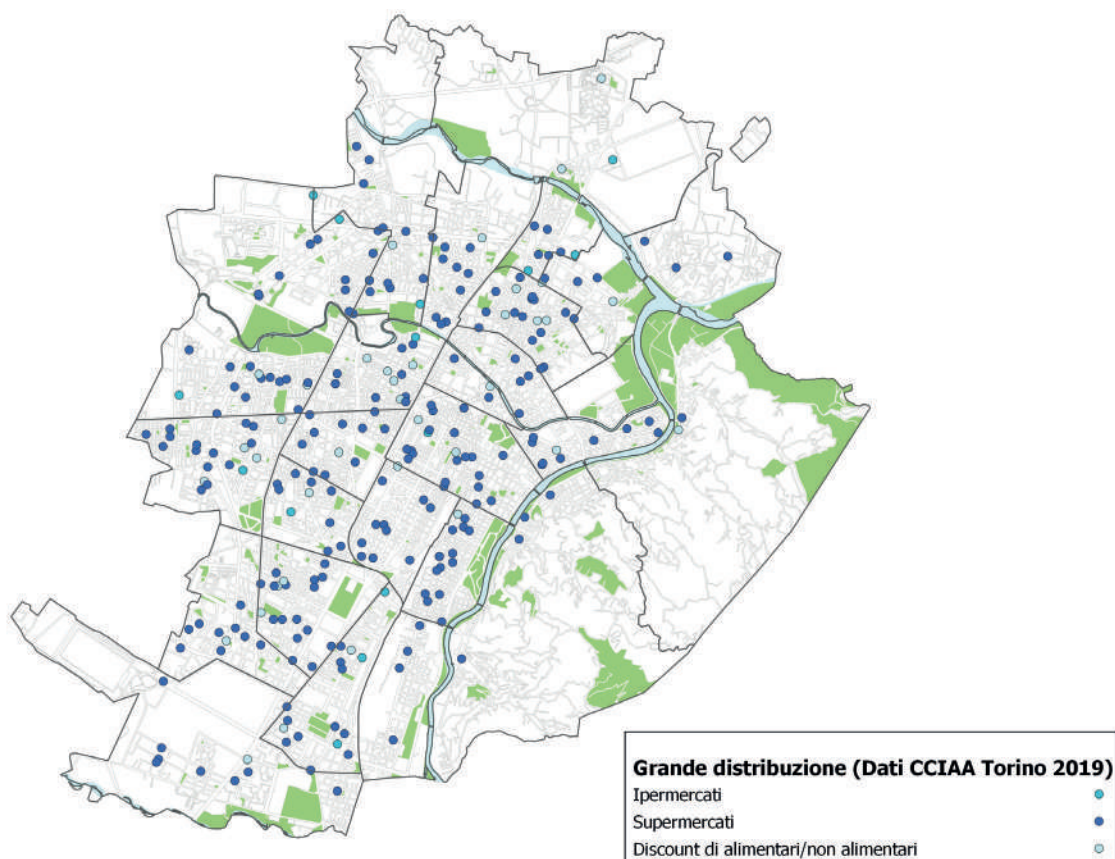 Grande distribuzione (Dati CCIAA Torino 2019)
Ipermercati
Supermercati
Discount di alimentari/non alimentari